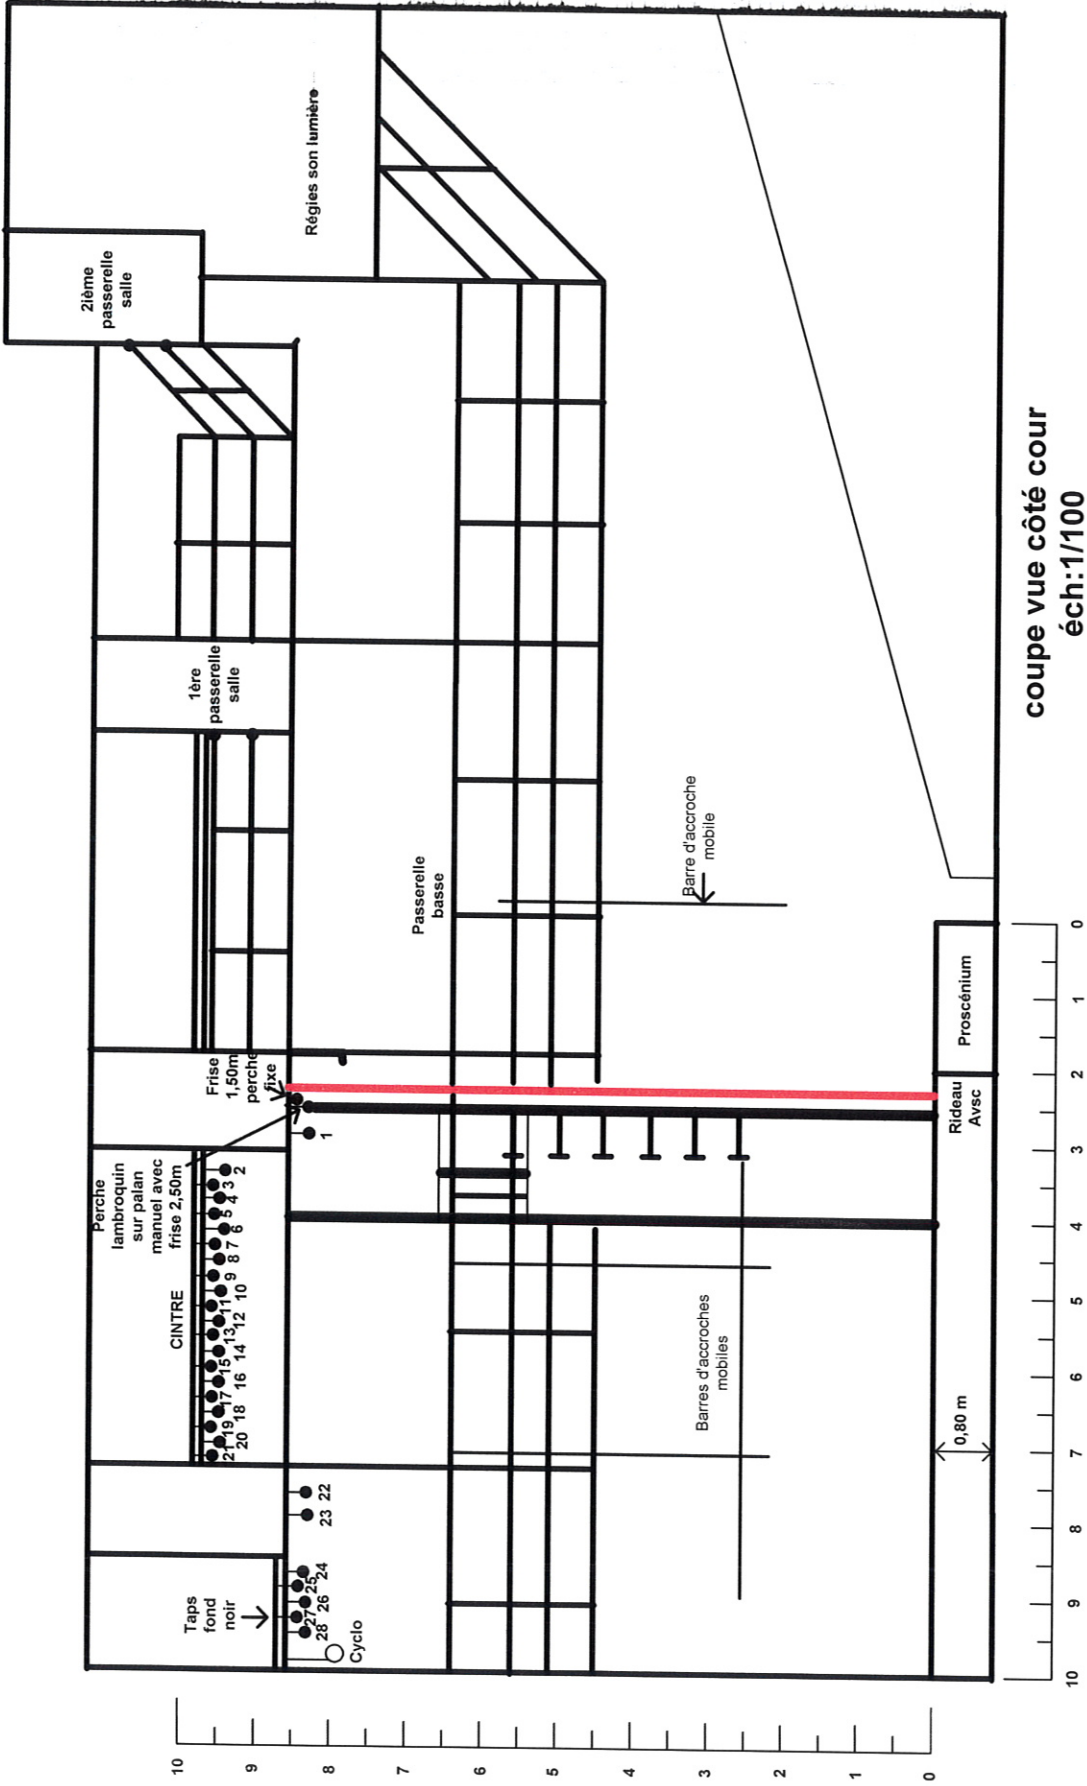 2ième
passerelle
salle
Régies son lumière
1ère
passerelle
salle
Frise
1,50m
perche
fixe
Perche
lambroquin
sur palan
manuel avec
frise 2,50m
CINTRE
1
2
3
4
5
6
7
8
9
10
11
12
13
14
15
16
17
18
19
20
21
22
23
24
25
26
27
28
Taps
fond
noir
Cyclo
Passerelle
basse
Barre d'accroche
mobile
Barres d'accroches
mobiles
Proscénium
Rideau
Avsc
0,80 m
coupe vue côté cour
éch:1/100
0
1
2
3
4
5
6
7
8
9
10
10
9
8
7
6
5
4
3
2
1
0